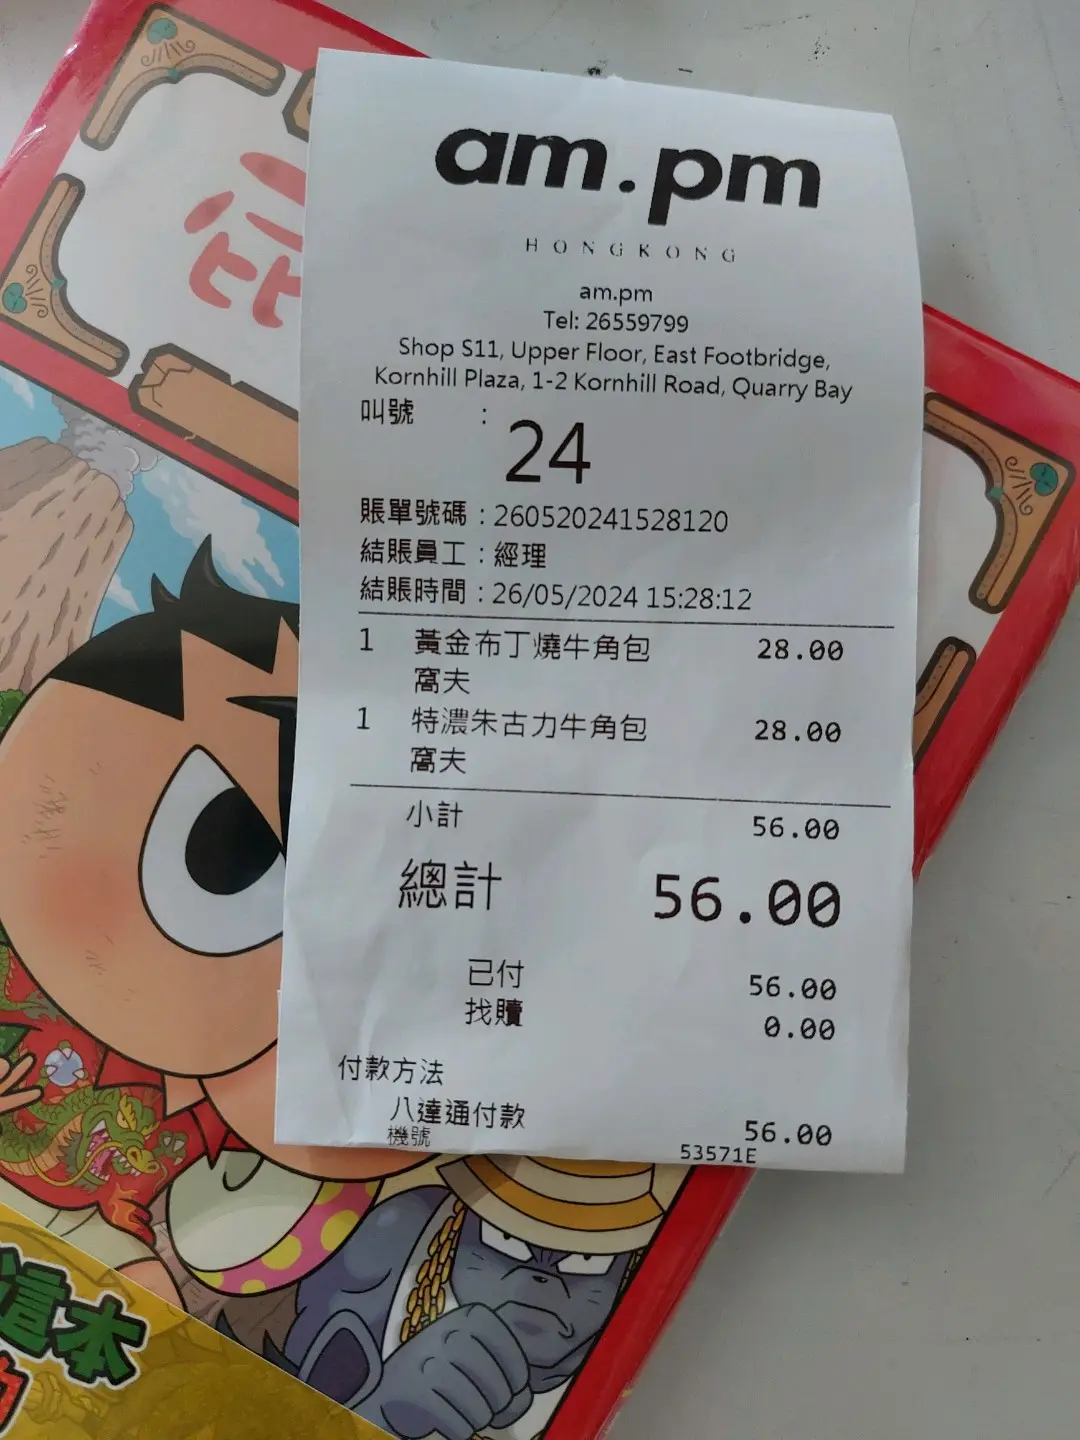 屁
am.pm
HONGKONG
am.pm
Tel: 26559799
Shop S11, Upper Floor, East Footbridge,
Kornhill Plaza, 1-2 Kornhill Road, Quarry Bay
叫號 :
24
賬單號碼 : 260520241528120
結賬員工 : 經理
結賬時間 : 26/05/2024 15:28:12
1 黃金布丁燒牛角包 28.00
窩夫
1 特濃朱古力牛角包 28.00
窩夫
小計 56.00
總計 56.00
已付 56.00
找贖 0.00
付款方法
八達通付款 56.00
機號 53571E
這本